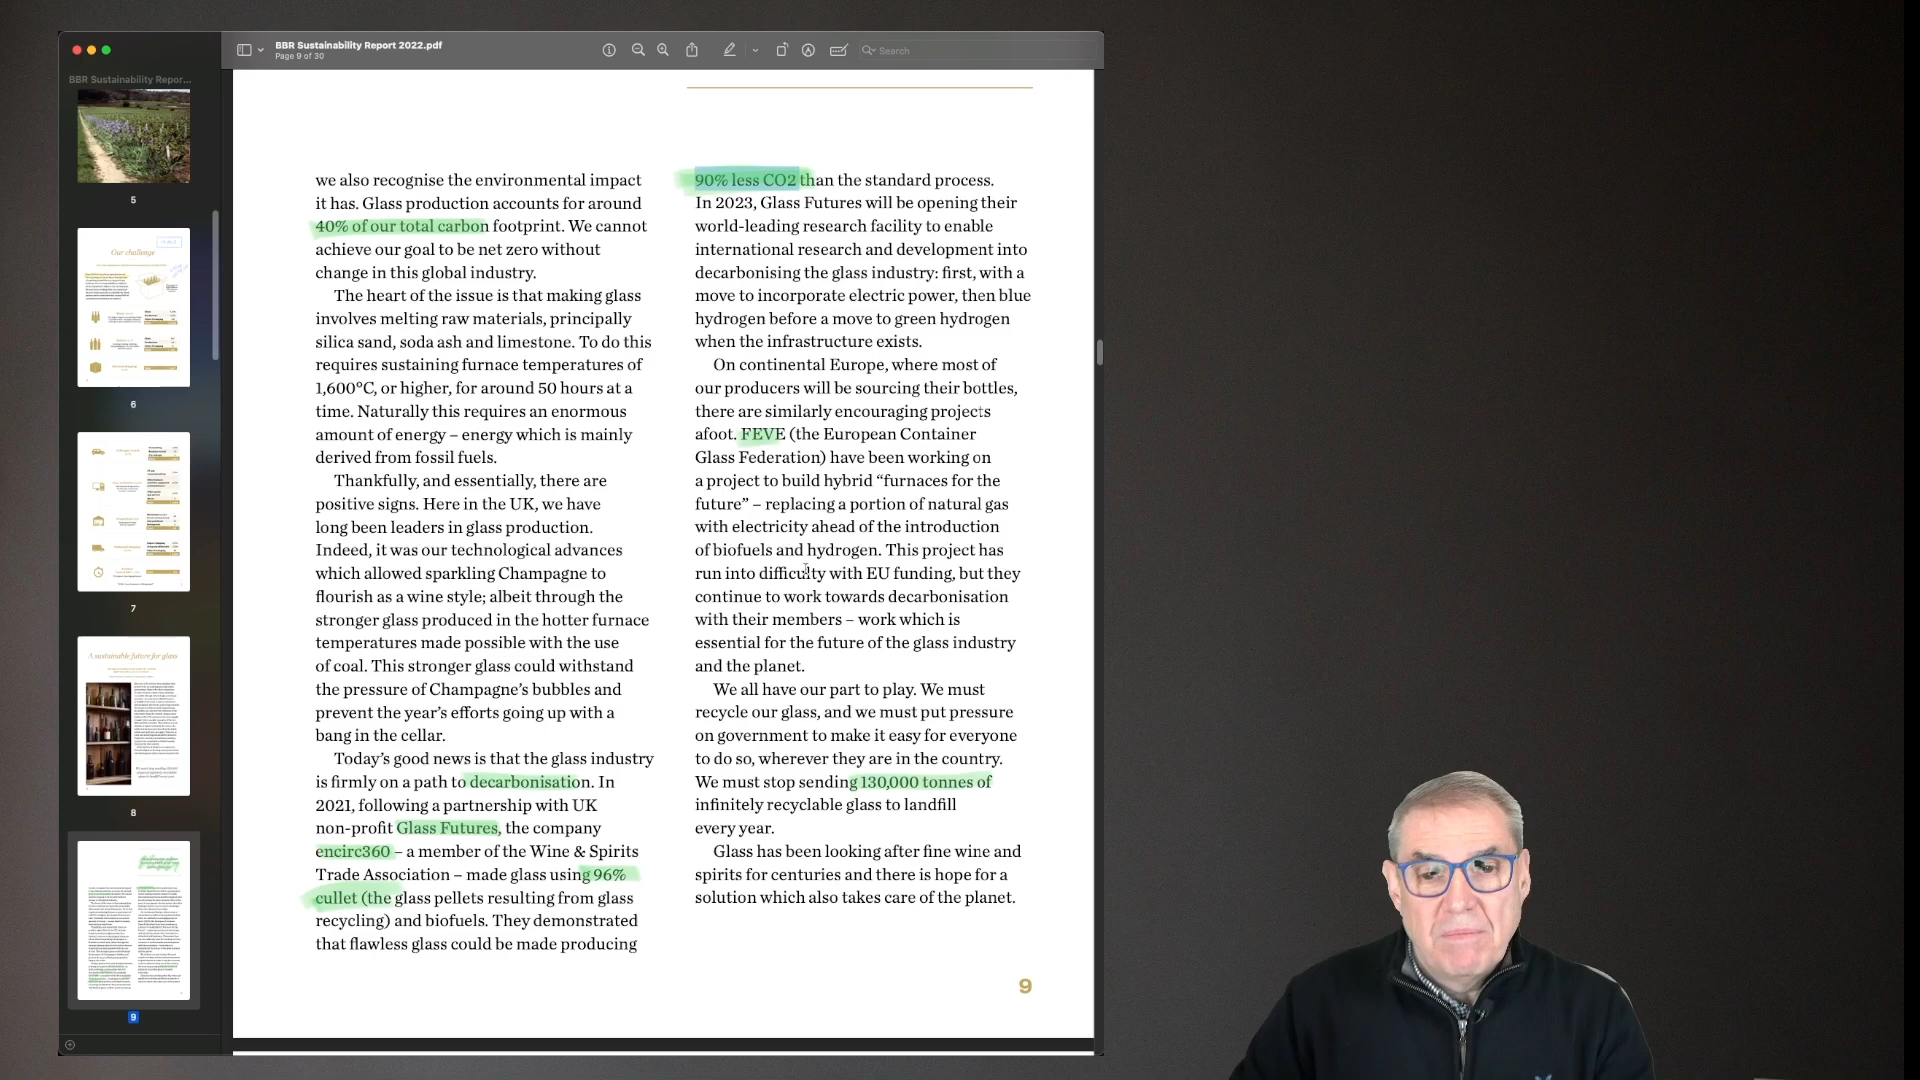 BBR Sustainability Report 2022.pdf
Page 9 of 30
Search
BBR Sustainability Repor...
5
Our challenge
6
7
A sustainable future for glass
8
9
we also recognise the environmental impact
it has. Glass production accounts for around
40% of our total carbon footprint. We cannot
achieve our goal to be net zero without
change in this global industry.
The heart of the issue is that making glass
involves melting raw materials, principally
silica sand, soda ash and limestone. To do this
requires sustaining furnace temperatures of
1,600°C, or higher, for around 50 hours at a
time. Naturally this requires an enormous
amount of energy – energy which is mainly
derived from fossil fuels.
Thankfully, and essentially, there are
positive signs. Here in the UK, we have
long been leaders in glass production.
Indeed, it was our technological advances
which allowed sparkling Champagne to
flourish as a wine style; albeit through the
stronger glass produced in the hotter furnace
temperatures made possible with the use
of coal. This stronger glass could withstand
the pressure of Champagne's bubbles and
prevent the year's efforts going up with a
bang in the cellar.
Today's good news is that the glass industry
is firmly on a path to decarbonisation. In
2021, following a partnership with UK
non-profit Glass Futures, the company
encirc360 – a member of the Wine & Spirits
Trade Association – made glass using 96%
cullet (the glass pellets resulting from glass
recycling) and biofuels. They demonstrated
that flawless glass could be made producing
90% less CO2 than the standard process.
In 2023, Glass Futures will be opening their
world-leading research facility to enable
international research and development into
decarbonising the glass industry: first, with a
move to incorporate electric power, then blue
hydrogen before a move to green hydrogen
when the infrastructure exists.
On continental Europe, where most of
our producers will be sourcing their bottles,
there are similarly encouraging projects
afoot. FEVE (the European Container
Glass Federation) have been working on
a project to build hybrid “furnaces for the
future” – replacing a portion of natural gas
with electricity ahead of the introduction
of biofuels and hydrogen. This project has
run into difficulty with EU funding, but they
continue to work towards decarbonisation
with their members – work which is
essential for the future of the glass industry
and the planet.
We all have our part to play. We must
recycle our glass, and we must put pressure
on government to make it easy for everyone
to do so, wherever they are in the country.
We must stop sending 130,000 tonnes of
infinitely recyclable glass to landfill
every year.
Glass has been looking after fine wine and
spirits for centuries and there is hope for a
solution which also takes care of the planet.
9